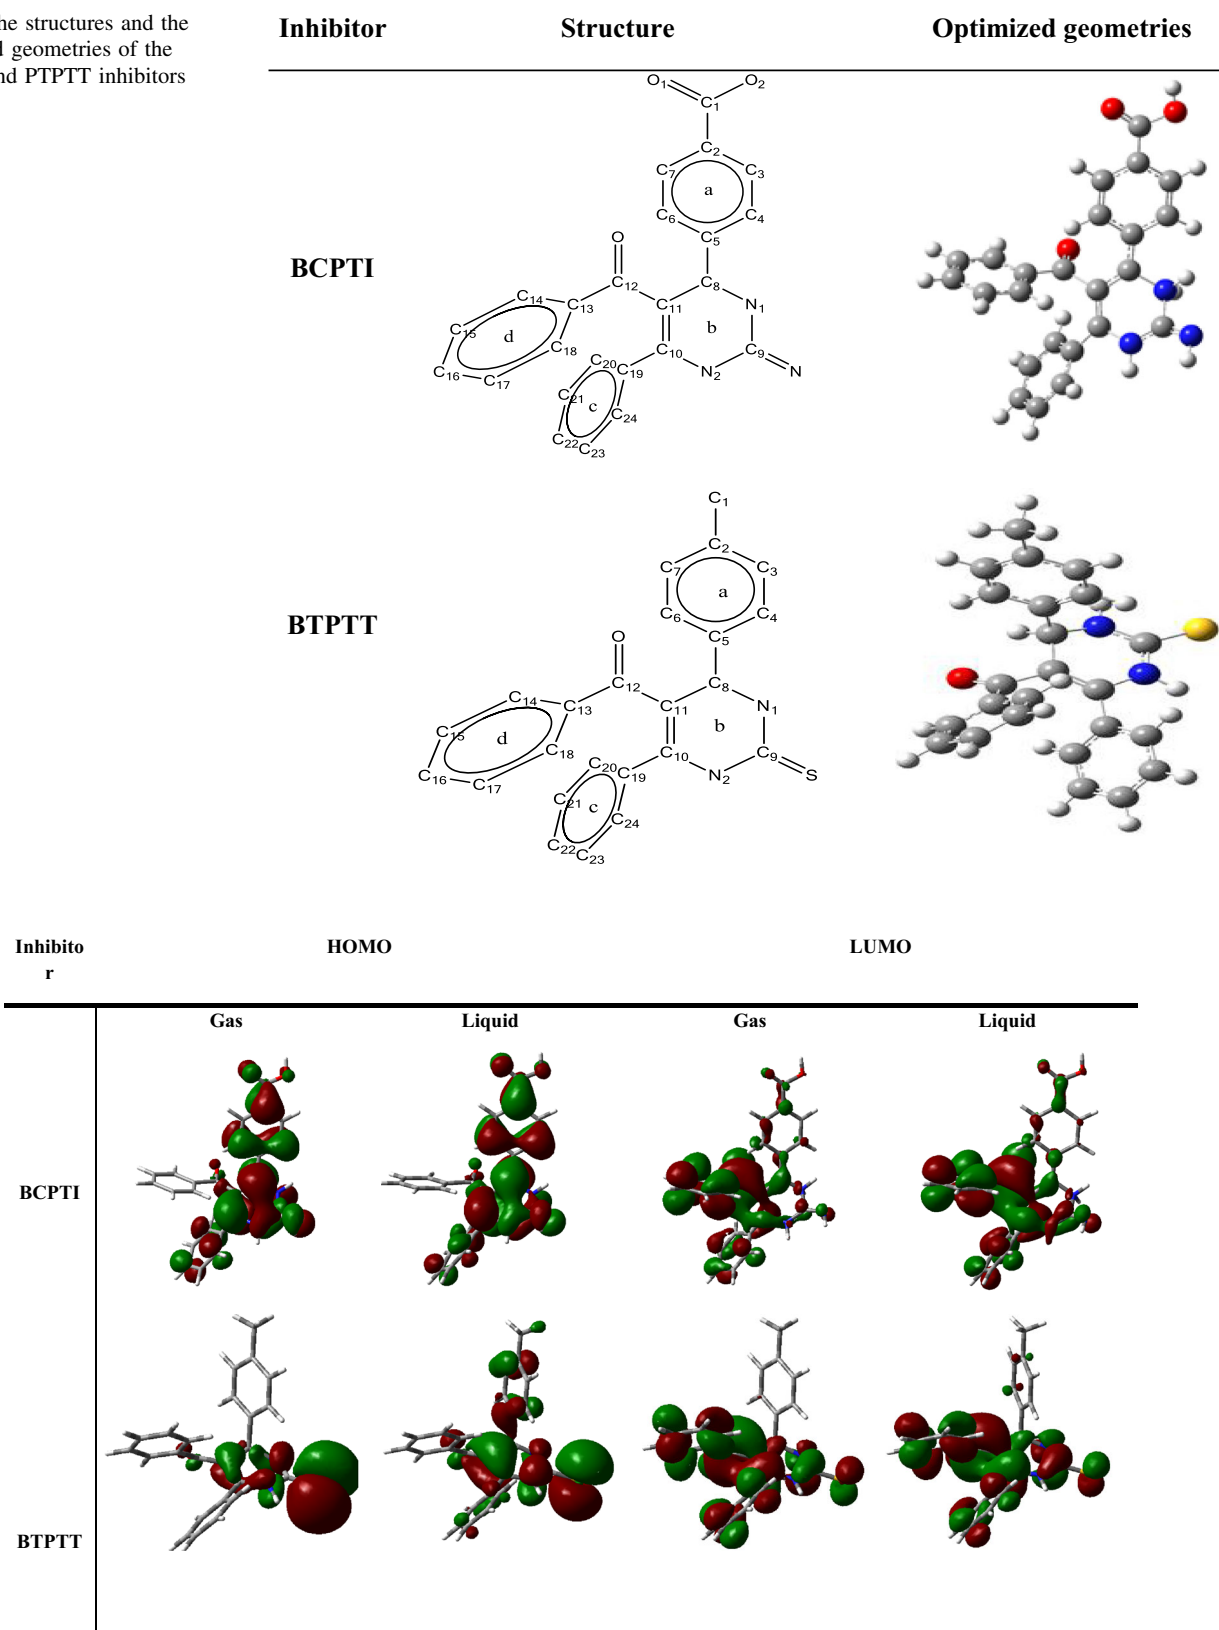 he structures and the
d geometries of the
nd PTPTT inhibitors
Inhibitor Structure Optimized geometries
BCPTI
O1 O2
C1
C2
C7 C3
a
C6 C4
C5
O
C12 C8
C14 C13 C11 N1
C15 d b
C18 C10 C9
C16 C17 C20 C19 N2 N
C21 c C24
C22
C23
BTPTT
C1
C2
C7 C3
a
C6 C4
C5
O
C12 C8
C14 C13 C11 N1
C15 d b
C18 C10 C9
C16 C17 C20 C19 N2 S
C21 c C24
C22
C23
Inhibito HOMO LUMO
r
Gas Liquid Gas Liquid
BCPTI
BTPTT